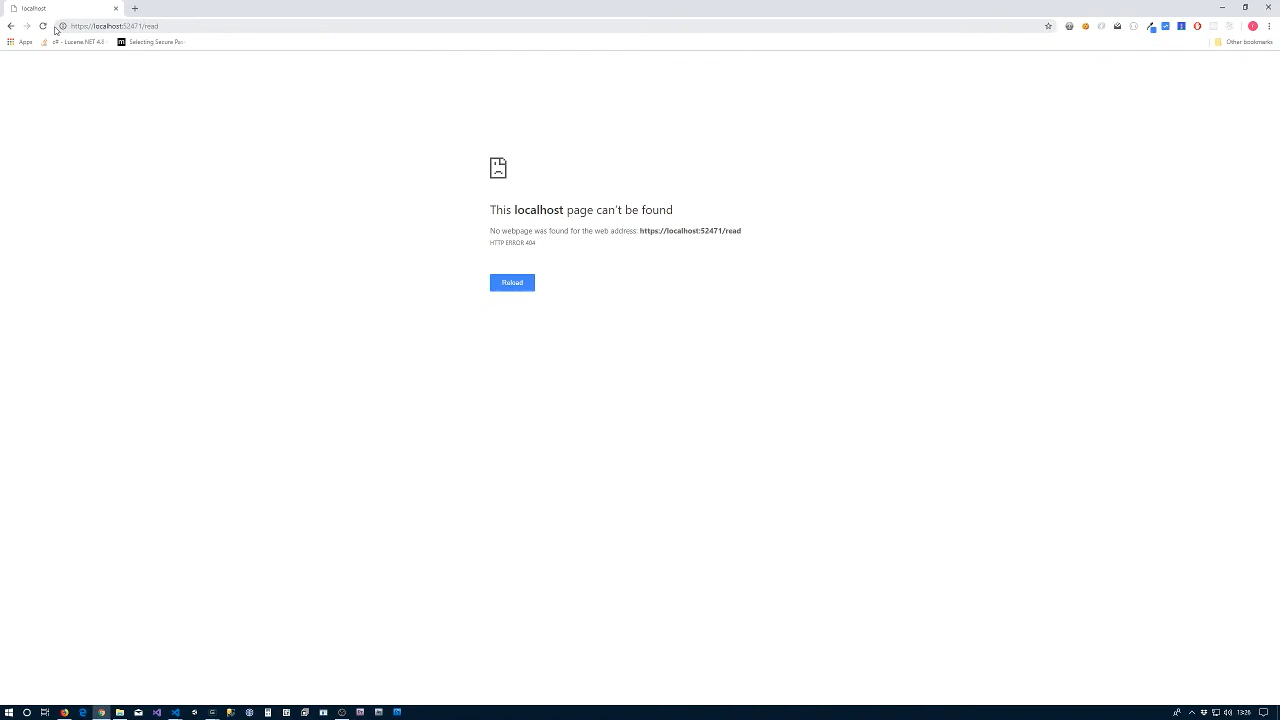 localhost
https://localhost:52471/read
Apps
c# - Lucene.NET 4.8
Selecting Secure Pas
Other bookmarks
This localhost page can't be found
No webpage was found for the web address: https://localhost:52471/read
HTTP ERROR 404
Reload
13:26